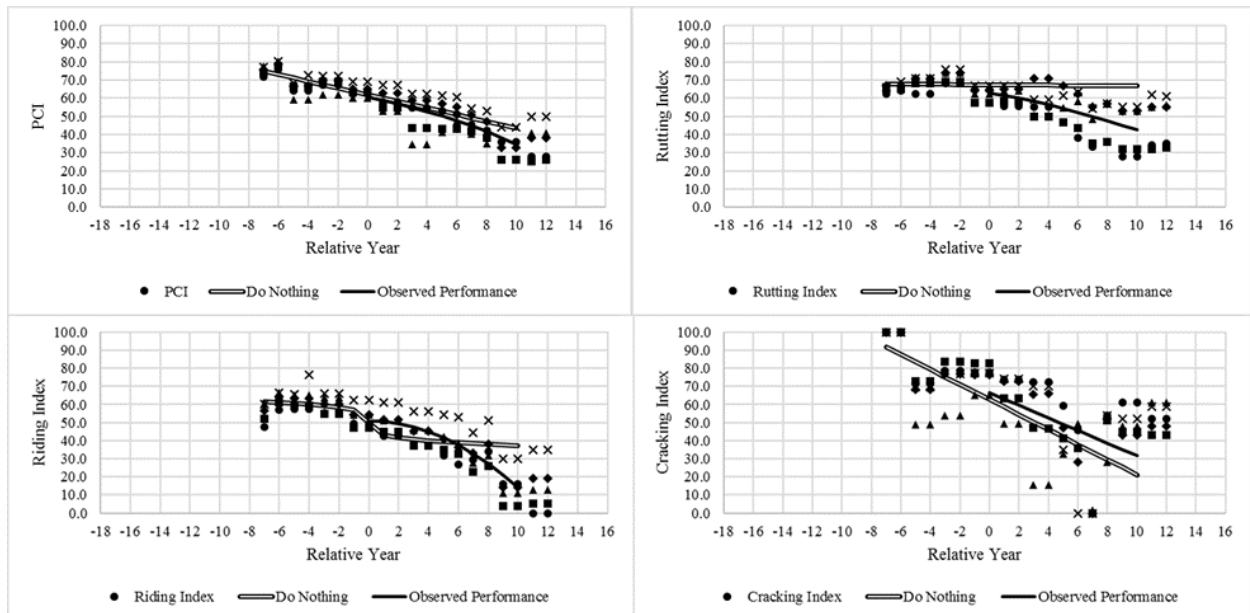 100.0
90.0
80.0
70.0
60.0
50.0
40.0
30.0
20.0
10.0
0.0
PCI
-18 -16 -14 -12 -10 -8 -6 -4 -2 0 2 4 6 8 10 12 14 16
Relative Year
PCI Do Nothing Observed Performance
100.0
90.0
80.0
70.0
60.0
50.0
40.0
30.0
20.0
10.0
0.0
Rutting Index
-18 -16 -14 -12 -10 -8 -6 -4 -2 0 2 4 6 8 10 12 14 16
Relative Year
Rutting Index Do Nothing Observed Performance
100.0
90.0
80.0
70.0
60.0
50.0
40.0
30.0
20.0
10.0
0.0
Riding Index
-18 -16 -14 -12 -10 -8 -6 -4 -2 0 2 4 6 8 10 12 14 16
Relative Year
Riding Index Do Nothing Observed Performance
100.0
90.0
80.0
70.0
60.0
50.0
40.0
30.0
20.0
10.0
0.0
Cracking Index
-18 -16 -14 -12 -10 -8 -6 -4 -2 0 2 4 6 8 10 12 14 16
Relative Year
Cracking Index Do Nothing Observed Performance